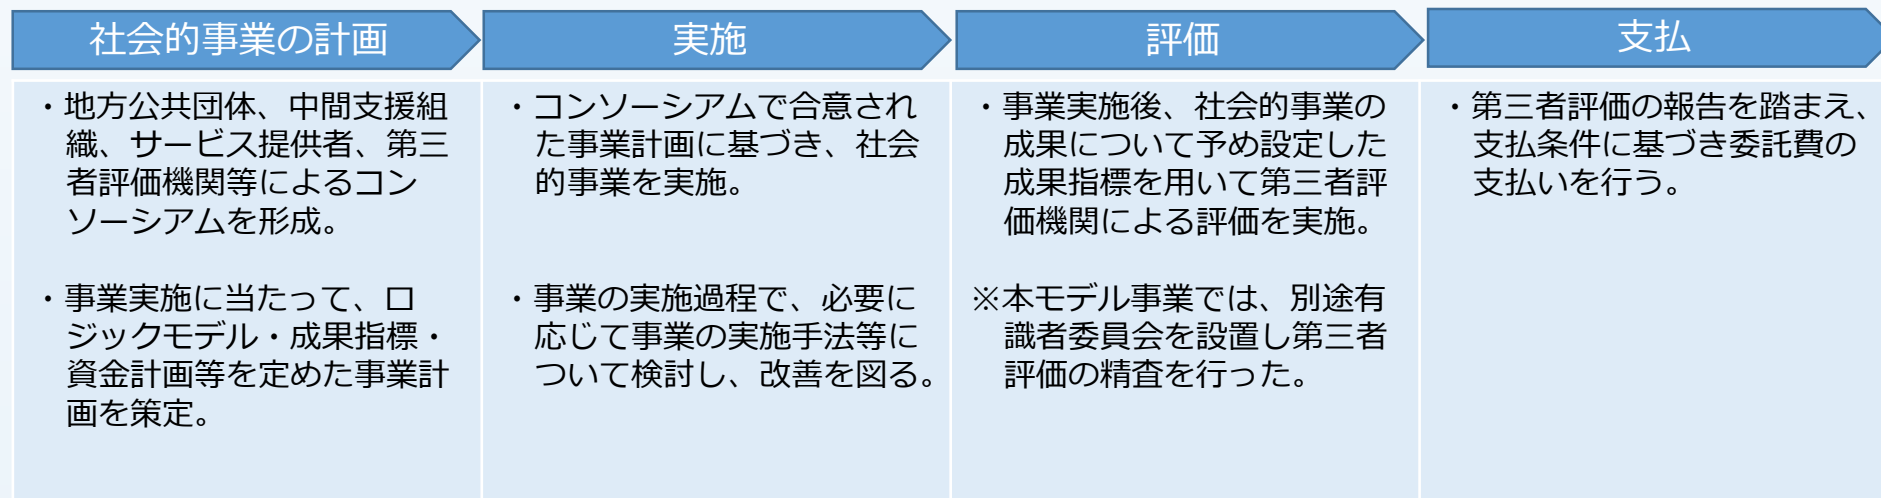 社会的事業の計画
実施
評価
支払
・地方公共団体、中間支援組
織、サービス提供者、第三
者評価機関等によるコン
ソーシアムを形成。
・事業実施に当たって、ロ
ジックモデル・成果指標・
資金計画等を定めた事業計
画を策定。
・コンソーシアムで合意され
た事業計画に基づき、社会
的事業を実施。
・事業の実施過程で、必要に
応じて事業の実施手法等に
ついて検討し、改善を図る。
・事業実施後、社会的事業の
成果について予め設定した
成果指標を用いて第三者評
価機関による評価を実施。
※本モデル事業では、別途有
識者委員会を設置し第三者
評価の精査を行った。
・第三者評価の報告を踏まえ、
支払条件に基づき委託費の
支払いを行う。